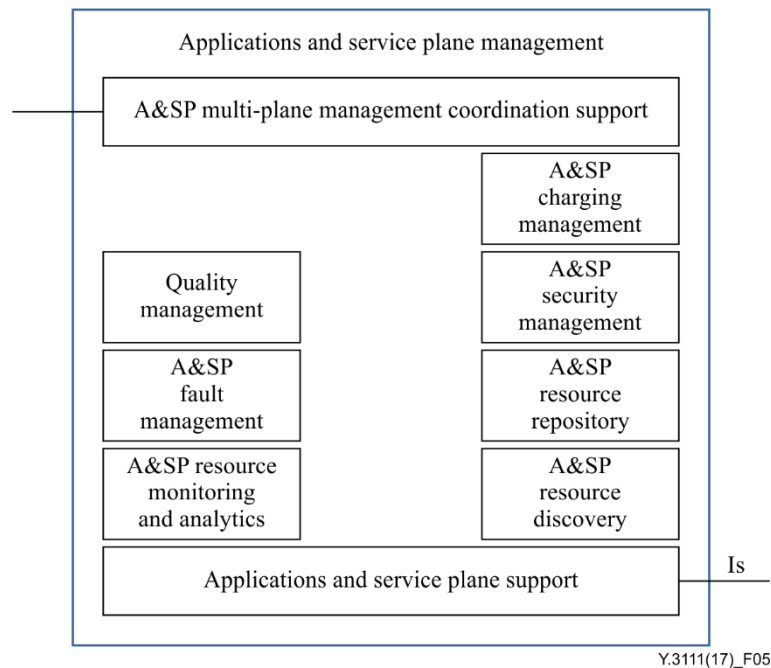 Applications and service plane management
A&SP multi-plane management coordination support
A&SP
charging
management
Quality
management
A&SP
security
management
A&SP
fault
management
A&SP
resource
repository
A&SP resource
monitoring
and analytics
A&SP
resource
discovery
Applications and service plane support
Is
Y.3111(17)_F05